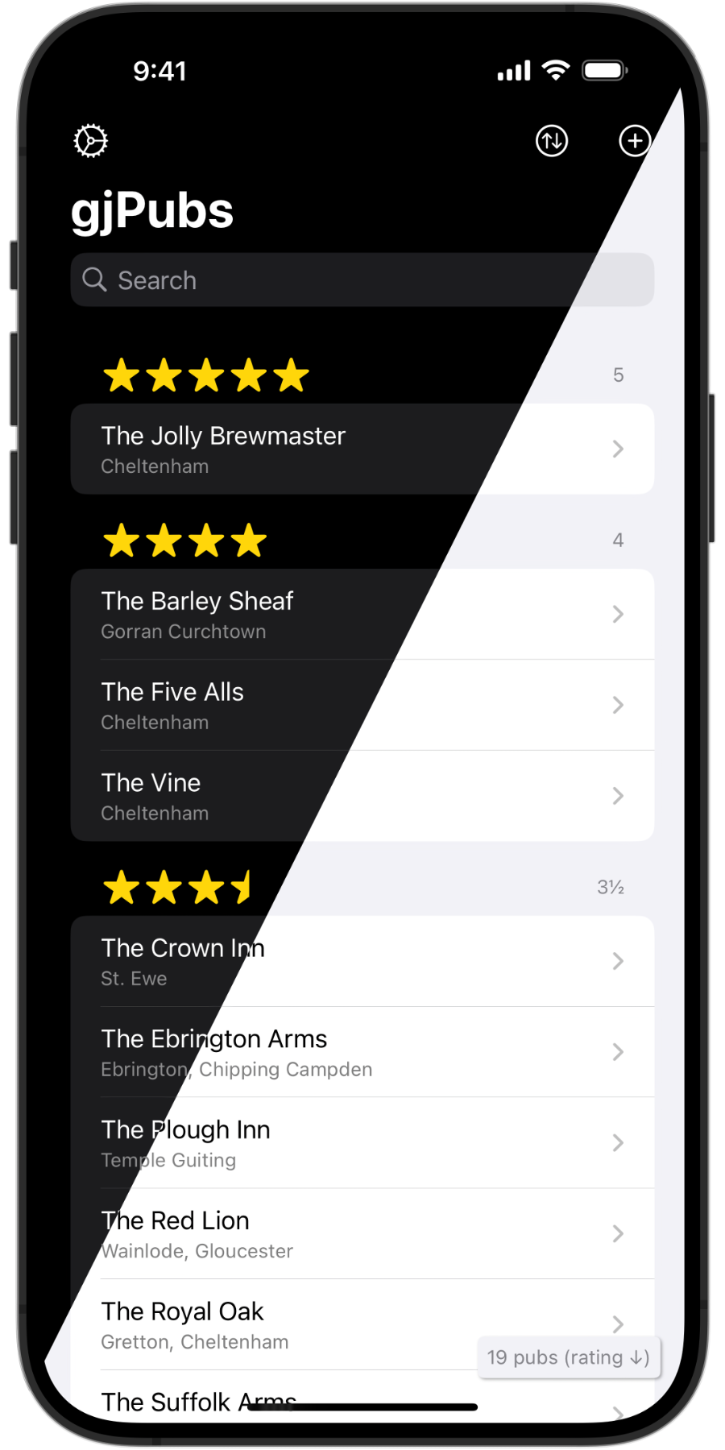 9:41
gjPubs
Search
5
The Jolly Brewmaster
Cheltenham
4
The Barley Sheaf
Gorran Curchtown
The Five Alls
Cheltenham
The Vine
Cheltenham
3½
The Crown Inn
St. Ewe
The Ebrington Arms
Ebrington, Chipping Campden
The Plough Inn
Temple Guiting
The Red Lion
Wainlode, Gloucester
The Royal Oak
Gretton, Cheltenham
19 pubs (rating ↓)
The Suffolk Arms